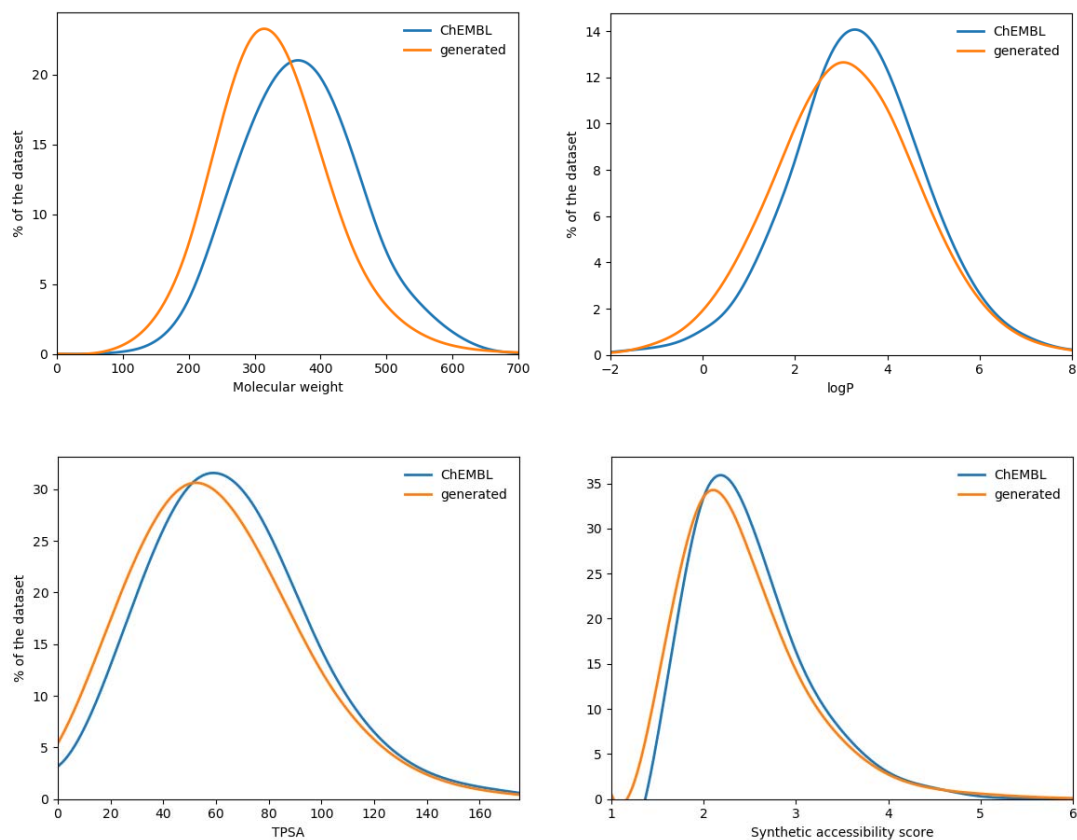 ChEMBL
generated
% of the dataset
20
15
10
5
0
0 100 200 300 400 500 600 700
Molecular weight
ChEMBL
generated
% of the dataset
14
12
10
8
6
4
2
0
−2 0 2 4 6 8
logP
ChEMBL
generated
% of the dataset
30
25
20
15
10
5
0
0 20 40 60 80 100 120 140 160
TPSA
ChEMBL
generated
35
30
25
20
15
10
5
0
1 2 3 4 5 6
Synthetic accessibility score